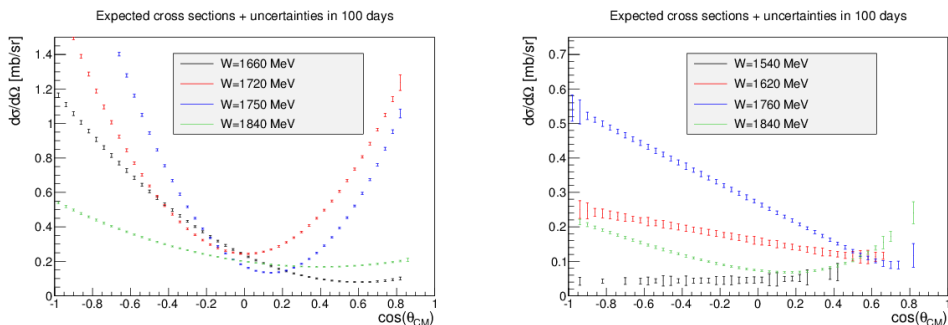 Expected cross sections + uncertainties in 100 days
dσ/dΩ [mb/sr]
1.4
1.2
1
0.8
0.6
0.4
0.2
0
W=1660 MeV
W=1720 MeV
W=1750 MeV
W=1840 MeV
-1 -0.8 -0.6 -0.4 -0.2 0 0.2 0.4 0.6 0.8 1
cos(θCM)
Expected cross sections + uncertainties in 100 days
dσ/dΩ [mb/sr]
0.7
0.6
0.5
0.4
0.3
0.2
0.1
0
W=1540 MeV
W=1620 MeV
W=1760 MeV
W=1840 MeV
-1 -0.8 -0.6 -0.4 -0.2 0 0.2 0.4 0.6 0.8 1
cos(θCM)